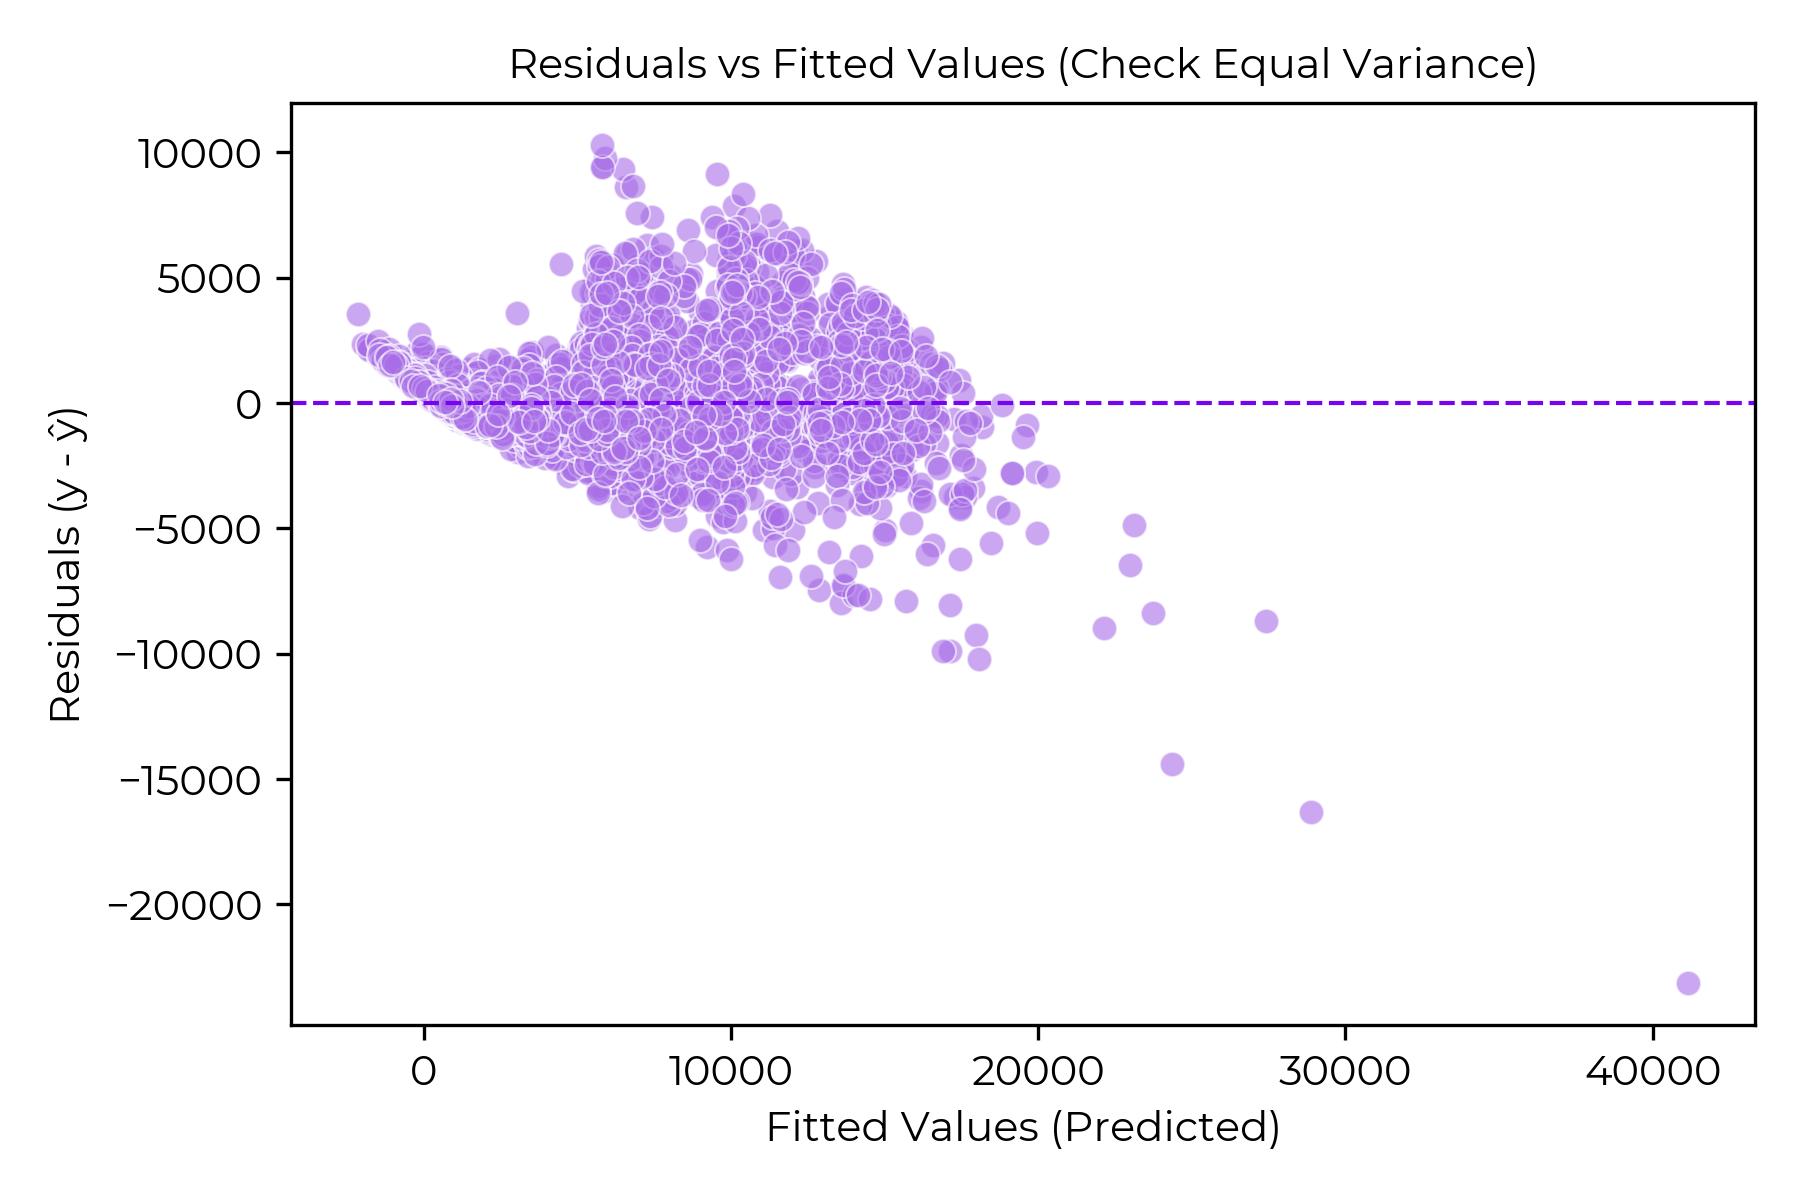 Residuals vs Fitted Values (Check Equal Variance)
10000
5000
0
−5000
−10000
−15000
−20000
Residuals (y - ŷ)
0 10000 20000 30000 40000
Fitted Values (Predicted)